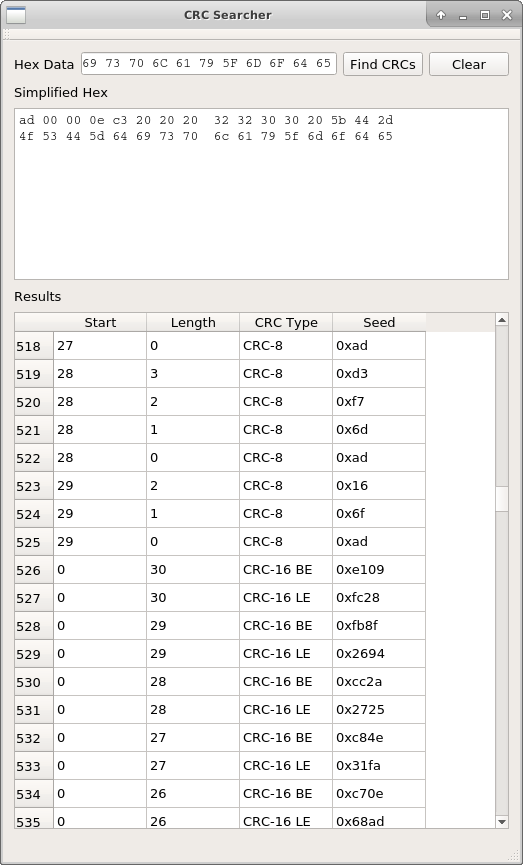 CRC Searcher
Hex Data 69 73 70 6C 61 79 5F 6D 6F 64 65 Find CRCs Clear
Simplified Hex
ad 00 00 0e c3 20 20 20  32 32 30 30 20 5b 44 2d
4f 53 44 5d 64 69 73 70  6c 61 79 5f 6d 6f 64 65
Results
Start Length CRC Type Seed
518 27 0 CRC-8 0xad
519 28 3 CRC-8 0xd3
520 28 2 CRC-8 0xf7
521 28 1 CRC-8 0x6d
522 28 0 CRC-8 0xad
523 29 2 CRC-8 0x16
524 29 1 CRC-8 0x6f
525 29 0 CRC-8 0xad
526 0 30 CRC-16 BE 0xe109
527 0 30 CRC-16 LE 0xfc28
528 0 29 CRC-16 BE 0xfb8f
529 0 29 CRC-16 LE 0x2694
530 0 28 CRC-16 BE 0xcc2a
531 0 28 CRC-16 LE 0x2725
532 0 27 CRC-16 BE 0xc84e
533 0 27 CRC-16 LE 0x31fa
534 0 26 CRC-16 BE 0xc70e
535 0 26 CRC-16 LE 0x68ad